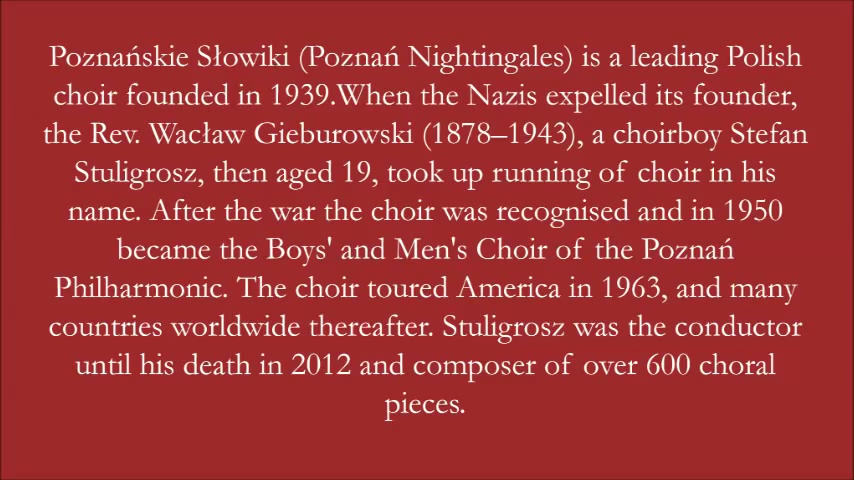 Poznańskie Słowiki (Poznań Nightingales) is a leading Polish
choir founded in 1939.When the Nazis expelled its founder,
the Rev. Wacław Gieburowski (1878–1943), a choirboy Stefan
Stuligrosz, then aged 19, took up running of choir in his
name. After the war the choir was recognised and in 1950
became the Boys' and Men's Choir of the Poznań
Philharmonic. The choir toured America in 1963, and many
countries worldwide thereafter. Stuligrosz was the conductor
until his death in 2012 and composer of over 600 choral
pieces.